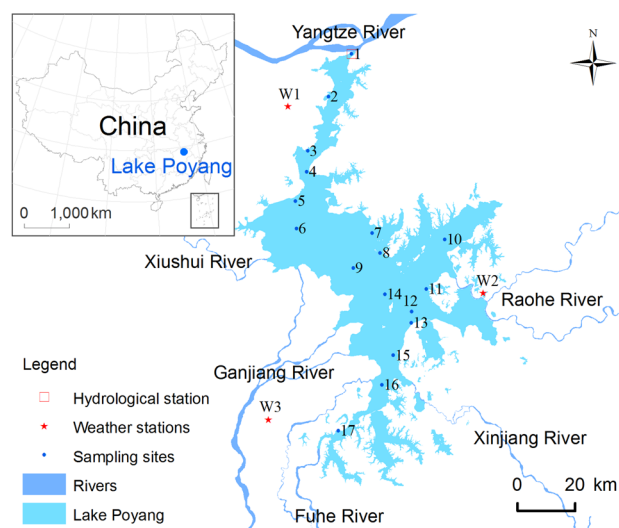 Yangtze River
N
1
W1
2
China
Lake Poyang
0 1,000 km
3
4
5
6
7
8
10
Xiushui River
9
11
W2
14
12
Raohe River
13
15
Ganjiang River
16
W3
17
Xinjiang River
Fuhe River
Legend
Hydrological station
Weather stations
Sampling sites
Rivers
Lake Poyang
0 20 km